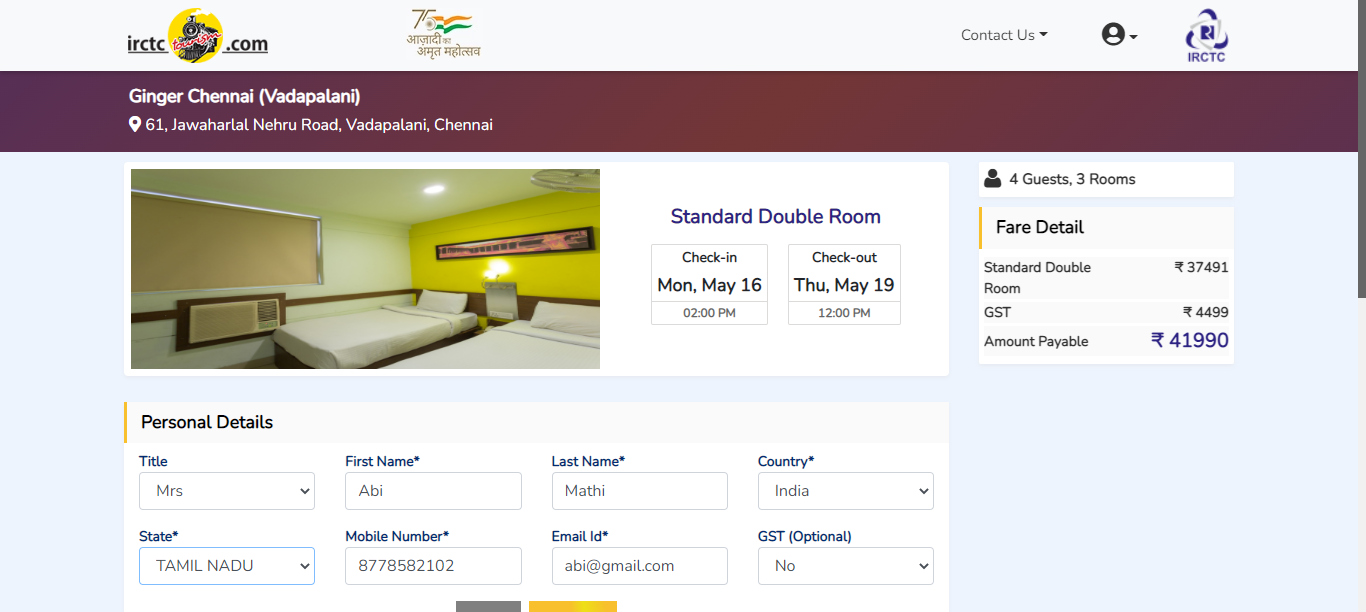 irctc tourism .com
75
आज़ादी का
अमृत महोत्सव
Contact Us
IRCTC
Ginger Chennai (Vadapalani)
61, Jawaharlal Nehru Road, Vadapalani, Chennai
Standard Double Room
Check-in
Mon, May 16
02:00 PM
Check-out
Thu, May 19
12:00 PM
4 Guests, 3 Rooms
Fare Detail
Standard Double Room ₹ 37491
GST ₹ 4499
Amount Payable ₹ 41990
Personal Details
Title First Name* Last Name* Country*
Mrs Abi Mathi India
State* Mobile Number* Email Id* GST (Optional)
TAMIL NADU 8778582102 abi@gmail.com No